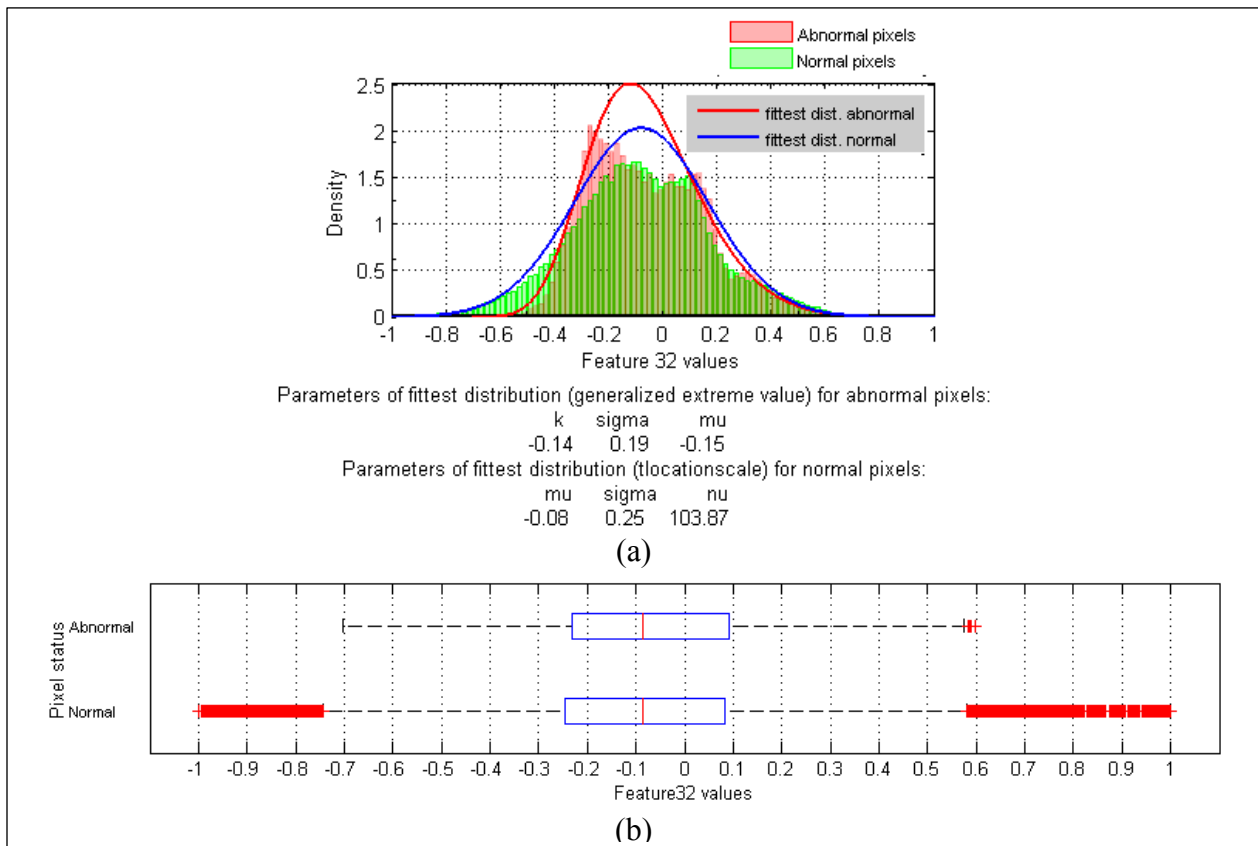 Abnormal pixels
Normal pixels
2.5
2
1.5
1
0.5
0
Density
fittest dist. abnormal
fittest dist. normal
-1 -0.8 -0.6 -0.4 -0.2 0 0.2 0.4 0.6 0.8 1
Feature 32 values
Parameters of fittest distribution (generalized extreme value) for abnormal pixels:
k sigma mu
-0.14 0.19 -0.15
Parameters of fittest distribution (tlocationscale) for normal pixels:
mu sigma nu
-0.08 0.25 103.87
(a)
Pixel status
Abnormal
Normal
-1 -0.9 -0.8 -0.7 -0.6 -0.5 -0.4 -0.3 -0.2 -0.1 0 0.1 0.2 0.3 0.4 0.5 0.6 0.7 0.8 0.9 1
Feature32 values
(b)